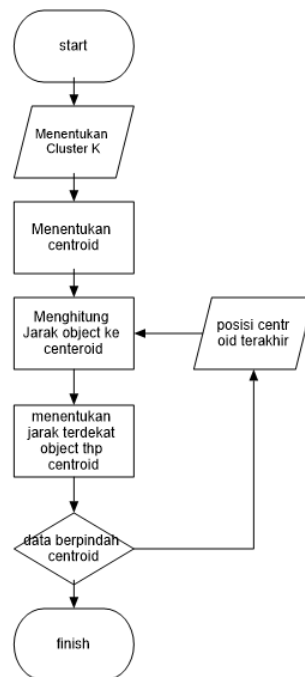 start
Menentukan
Cluster K
Menentukan
centroid
Menghitung
Jarak object ke
centeroid
posisi centr
oid terakhir
menentukan
jarak terdekat
object thp
centroid
data berpindah
centroid
finish